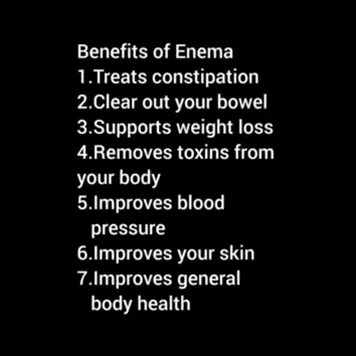 Benefits of Enema
1.Treats constipation
2.Clear out your bowel
3.Supports weight loss
4.Removes toxins from
your body
5.Improves blood
pressure
6.Improves your skin
7.Improves general
body health